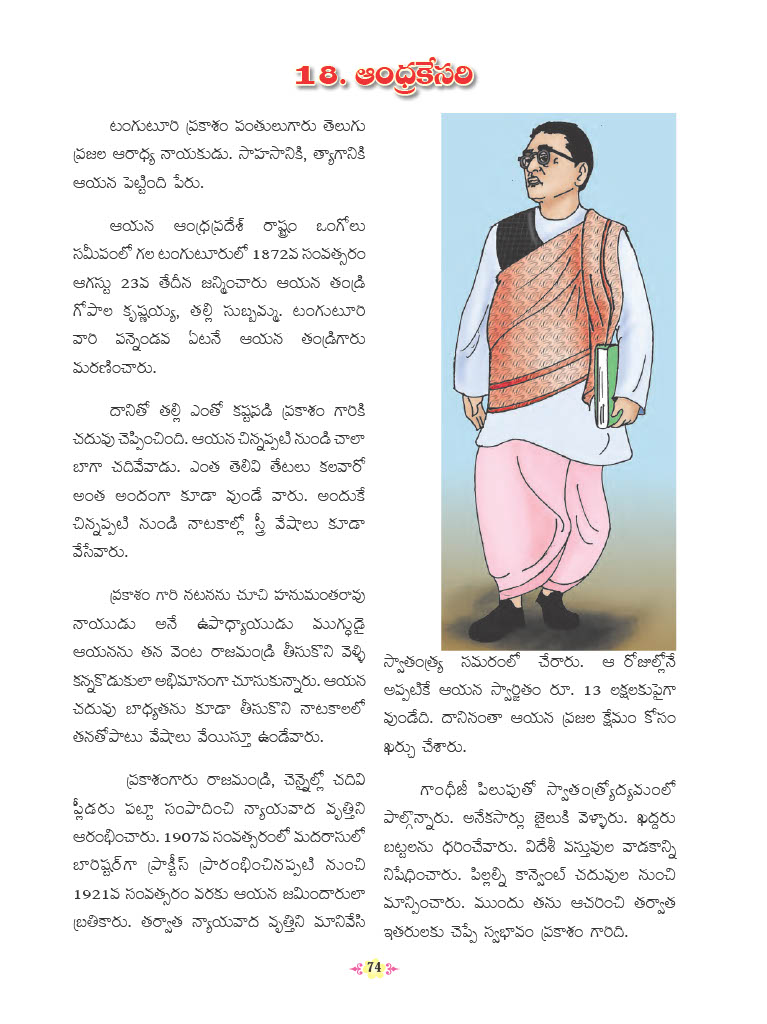 18. ఆంధ్రకేసరి
టంగుటూరి ప్రకాశం పంతులుగారు తెలుగు
ప్రజల ఆరాధ్య నాయకుడు. సాహసానికి, త్యాగానికి
ఆయన పెట్టింది పేరు.
ఆయన ఆంధ్రప్రదేశ్ రాష్ట్రం ఒంగోలు
సమీపంలో గల టంగుటూరులో 1872వ సంవత్సరం
ఆగస్టు 23వ తేదీన జన్మించారు ఆయన తండ్రి
గోపాల కృష్ణయ్య, తల్లి సుబ్బమ్మ. టంగుటూరి
వారి పన్నెండవ ఏటనే ఆయన తండ్రిగారు
మరణించారు.
దానితో తల్లి ఎంతో కష్టపడి ప్రకాశం గారికి
చదువు చెప్పించింది. ఆయన చిన్నప్పటి నుండి చాలా
బాగా చదివేవాడు. ఎంత తెలివి తేటలు కలవారో
అంత అందంగా కూడా వుండే వారు. అందుకే
చిన్నప్పటి నుండి నాటకాల్లో స్త్రీ వేషాలు కూడా
వేసేవారు.
ప్రకాశం గారి నటనను చూచి హనుమంతరావు
నాయుడు అనే ఉపాధ్యాయుడు ముగ్ధుడై
ఆయనను తన వెంట రాజమండ్రి తీసుకొని వెళ్ళి
కన్నకొడుకులా అభిమానంగా చూసుకున్నారు. ఆయన
చదువు బాధ్యతను కూడా తీసుకొని నాటకాలలో
తనతోపాటు వేషాలు వేయిస్తూ ఉండేవారు.
ప్రకాశంగారు రాజమండ్రి, చెన్నైల్లో చదివి
ప్లీడరు పట్టా సంపాదించి న్యాయవాద వృత్తిని
ఆరంభించారు. 1907వ సంవత్సరంలో మదరాసులో
బారిష్టర్‌గా ప్రాక్టీస్ ప్రారంభించినప్పటి నుంచి
1921వ సంవత్సరం వరకు ఆయన జమిందారులా
బ్రతికారు. తర్వాత న్యాయవాద వృత్తిని మానివేసి
స్వాతంత్ర్య సమరంలో చేరారు. ఆ రోజుల్లోనే
అప్పటికే ఆయన స్వార్జితం రూ. 13 లక్షలకుపైగా
వుండేది. దానినంతా ఆయన ప్రజల క్షేమం కోసం
ఖర్చు చేశారు.
గాంధీజీ పిలుపుతో స్వాతంత్ర్యోద్యమంలో
పాల్గొన్నారు. అనేకసార్లు జైలుకి వెళ్ళారు. ఖద్దరు
బట్టలను ధరించేవారు. విదేశీ వస్తువుల వాడకాన్ని
నిషేధించారు. పిల్లల్ని కాన్వెంట్ చదువుల నుంచి
మాన్పించారు. ముందు తను ఆచరించి తర్వాత
ఇతరులకు చెప్పే స్వభావం ప్రకాశం గారిది.
74